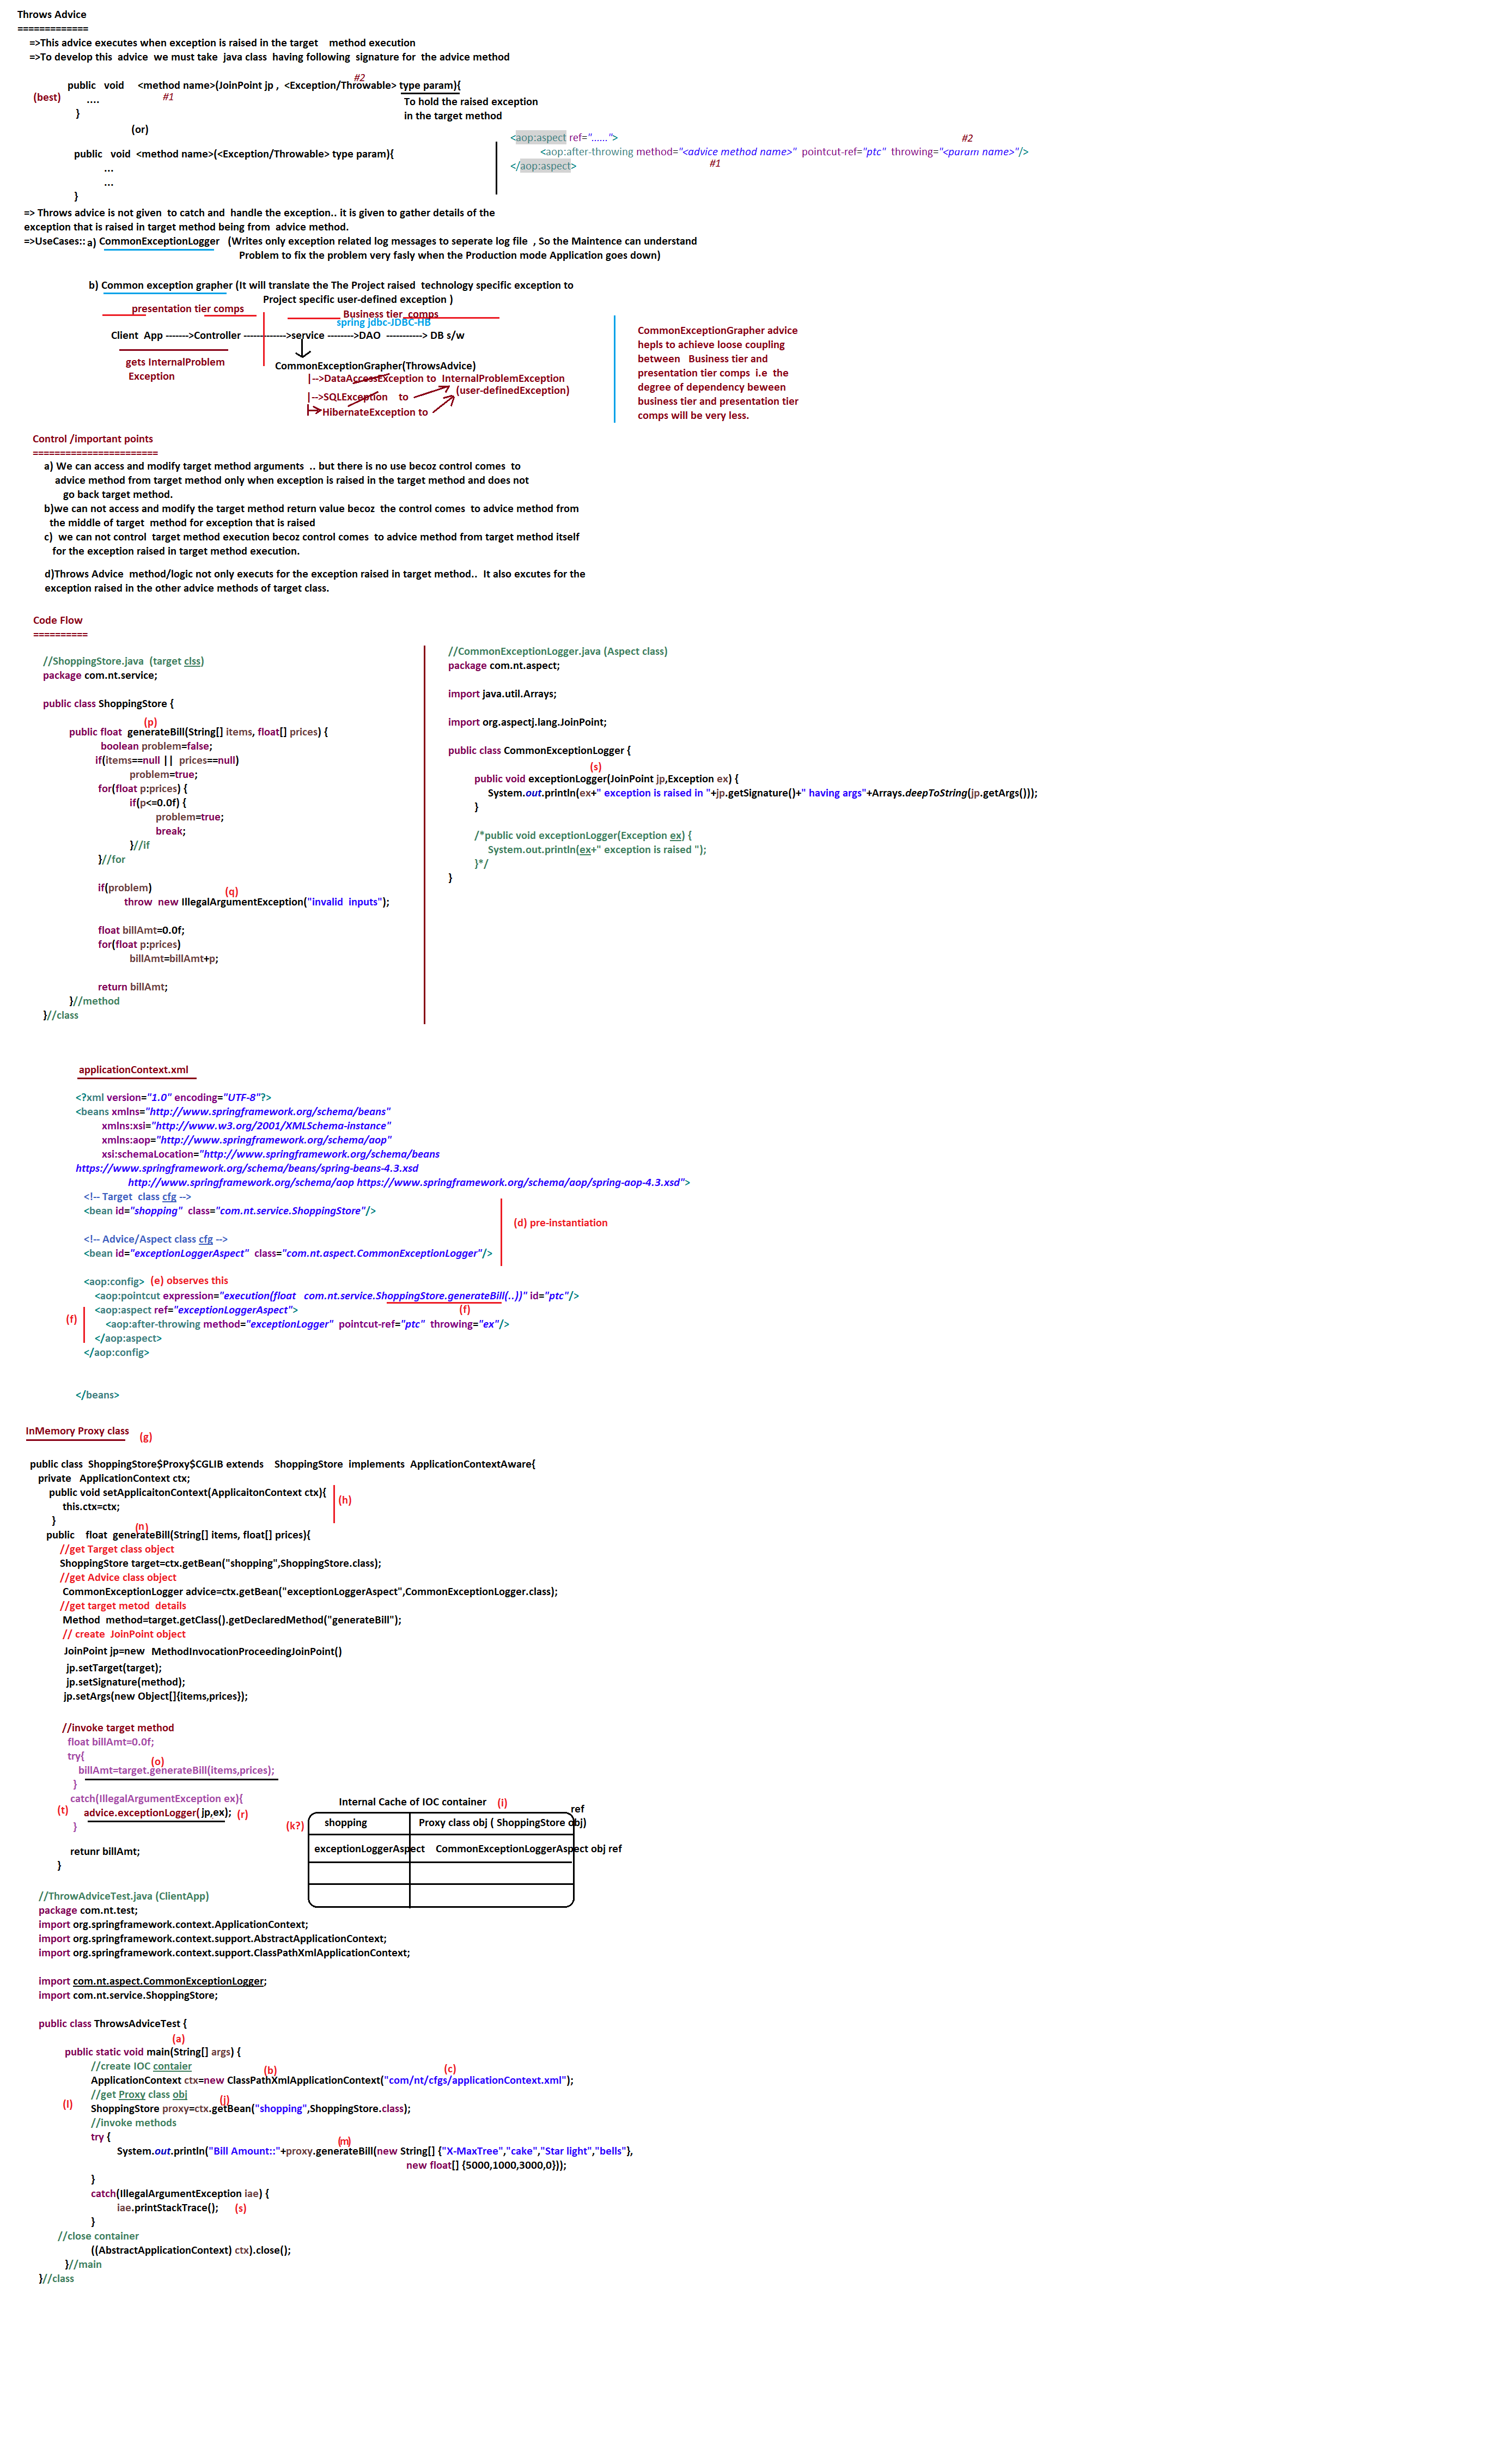 Throws Advice
=============
=>This advice executes when exception is raised in the target method execution
=>To develop this advice we must take java class having following signature for the advice method
#2
public void <method name>(JoinPoint jp , <Exception/Throwable> type param){
(best) .... #1
To hold the raised exception
in the target method
}
(or)
public void <method name>(<Exception/Throwable> type param){
...
...
}
<aop:aspect ref="......">
#2
<aop:after-throwing method="<advice method name>" pointcut-ref="ptc" throwing="<param name>"/>
</aop:aspect>
#1
=> Throws advice is not given to catch and handle the exception.. it is given to gather details of the
exception that is raised in target method being from advice method.
=>UseCases:: a) CommonExceptionLogger (Writes only exception related log messages to seperate log file , So the Maintence can understand
Problem to fix the problem very fasly when the Production mode Application goes down)
b) Common exception grapher (It will translate the The Project raised technology specific exception to
Project specific user-defined exception )
presentation tier comps
Business tier comps
spring jdbc-JDBC-HB
Client App ------->Controller ------------->service -------->DAO -----------> DB s/w
gets InternalProblem
Exception
CommonExceptionGrapher(ThrowsAdvice)
|-->DataAccessException to InternalProblemException
(user-definedException)
|-->SQLException to
HibernateException to
CommonExceptionGrapher advice
hepls to achieve loose coupling
between Business tier and
presentation tier comps i.e the
degree of dependency beween
business tier and presentation tier
comps will be very less.
Control /important points
=======================
a) We can access and modify target method arguments .. but there is no use becoz control comes to
advice method from target method only when exception is raised in the target method and does not
go back target method.
b)we can not access and modify the target method return value becoz the control comes to advice method from
the middle of target method for exception that is raised
c) we can not control target method execution becoz control comes to advice method from target method itself
for the exception raised in target method execution.
d)Throws Advice method/logic not only executs for the exception raised in target method.. It also excutes for the
exception raised in the other advice methods of target class.
Code Flow
==========
//ShoppingStore.java (target clss)
package com.nt.service;
public class ShoppingStore {
(p)
public float generateBill(String[] items, float[] prices) {
boolean problem=false;
if(items==null || prices==null)
problem=true;
for(float p:prices) {
if(p<=0.0f) {
problem=true;
break;
}//if
}//for
if(problem)
(q)
throw new IllegalArgumentException("invalid inputs");
float billAmt=0.0f;
for(float p:prices)
billAmt=billAmt+p;
return billAmt;
}//method
}//class
//CommonExceptionLogger.java (Aspect class)
package com.nt.aspect;
import java.util.Arrays;
import org.aspectj.lang.JoinPoint;
public class CommonExceptionLogger {
(s)
public void exceptionLogger(JoinPoint jp,Exception ex) {
System.out.println(ex+" exception is raised in "+jp.getSignature()+" having args"+Arrays.deepToString(jp.getArgs()));
}
/*public void exceptionLogger(Exception ex) {
System.out.println(ex+" exception is raised ");
}*/
}
applicationContext.xml
<?xml version="1.0" encoding="UTF-8"?>
<beans xmlns="http://www.springframework.org/schema/beans"
xmlns:xsi="http://www.w3.org/2001/XMLSchema-instance"
xmlns:aop="http://www.springframework.org/schema/aop"
xsi:schemaLocation="http://www.springframework.org/schema/beans
https://www.springframework.org/schema/beans/spring-beans-4.3.xsd
http://www.springframework.org/schema/aop https://www.springframework.org/schema/aop/spring-aop-4.3.xsd">
<!-- Target class cfg -->
<bean id="shopping" class="com.nt.service.ShoppingStore"/>
(d) pre-instantiation
<!-- Advice/Aspect class cfg -->
<bean id="exceptionLoggerAspect" class="com.nt.aspect.CommonExceptionLogger"/>
<aop:config> (e) observes this
<aop:pointcut expression="execution(float com.nt.service.ShoppingStore.generateBill(..))" id="ptc"/>
<aop:aspect ref="exceptionLoggerAspect"> (f)
(f) <aop:after-throwing method="exceptionLogger" pointcut-ref="ptc" throwing="ex"/>
</aop:aspect>
</aop:config>
</beans>
InMemory Proxy class (g)
public class ShoppingStore$Proxy$CGLIB extends ShoppingStore implements ApplicationContextAware{
private ApplicationContext ctx;
public void setApplicaitonContext(ApplicaitonContext ctx){
(h)
this.ctx=ctx;
}
(n)
public float generateBill(String[] items, float[] prices){
//get Target class object
ShoppingStore target=ctx.getBean("shopping",ShoppingStore.class);
//get Advice class object
CommonExceptionLogger advice=ctx.getBean("exceptionLoggerAspect",CommonExceptionLogger.class);
//get target metod details
Method method=target.getClass().getDeclaredMethod("generateBill");
// create JoinPoint object
JoinPoint jp=new MethodInvocationProceedingJoinPoint()
jp.setTarget(target);
jp.setSignature(method);
jp.setArgs(new Object[]{items,prices});
//invoke target method
float billAmt=0.0f;
try{
(o)
billAmt=target.generateBill(items,prices);
}
catch(IllegalArgumentException ex){
(t) advice.exceptionLogger( jp,ex); (r)
}
retunr billAmt;
}
Internal Cache of IOC container (i)
ref
(k?) shopping Proxy class obj ( ShoppingStore obj)
exceptionLoggerAspect CommonExceptionLoggerAspect obj ref
//ThrowAdviceTest.java (ClientApp)
package com.nt.test;
import org.springframework.context.ApplicationContext;
import org.springframework.context.support.AbstractApplicationContext;
import org.springframework.context.support.ClassPathXmlApplicationContext;
import com.nt.aspect.CommonExceptionLogger;
import com.nt.service.ShoppingStore;
public class ThrowsAdviceTest {
(a)
public static void main(String[] args) {
//create IOC contaier
(b) (c)
ApplicationContext ctx=new ClassPathXmlApplicationContext("com/nt/cfgs/applicationContext.xml");
//get Proxy class obj
(l) (j)
ShoppingStore proxy=ctx.getBean("shopping",ShoppingStore.class);
//invoke methods
try {
(m)
System.out.println("Bill Amount::"+proxy.generateBill(new String[] {"X-MaxTree","cake","Star light","bells"},
new float[] {5000,1000,3000,0}));
}
catch(IllegalArgumentException iae) {
iae.printStackTrace(); (s)
}
//close container
((AbstractApplicationContext) ctx).close();
}//main
}//class